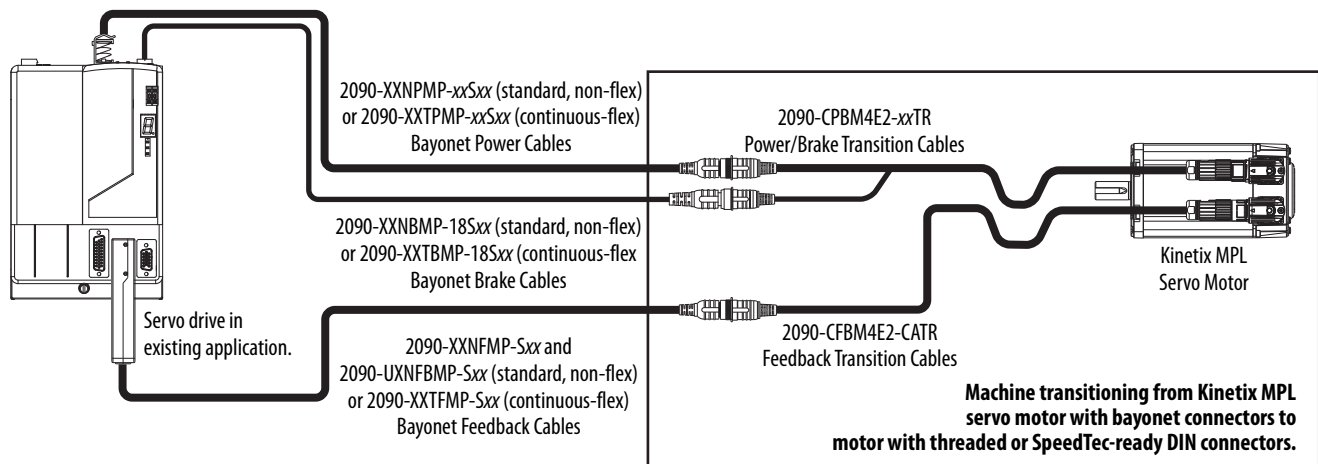 2090-XXNPMP-xxSxx (standard, non-flex)
or 2090-XXTPMP-xxSxx (continuous-flex)
Bayonet Power Cables
2090-CPBM4E2-xxTR
Power/Brake Transition Cables
2090-XXNBMP-18Sxx (standard, non-flex)
or 2090-XXTBMP-18Sxx (continuous-flex
Bayonet Brake Cables
Kinetix MPL
Servo Motor
Servo drive in
existing application.
2090-XXNFMP-Sxx and
2090-UXNFBMP-Sxx (standard, non-flex)
or 2090-XXTFMP-Sxx (continuous-flex)
Bayonet Feedback Cables
2090-CFBM4E2-CATR
Feedback Transition Cables
Machine transitioning from Kinetix MPL
servo motor with bayonet connectors to
motor with threaded or SpeedTec-ready DIN connectors.